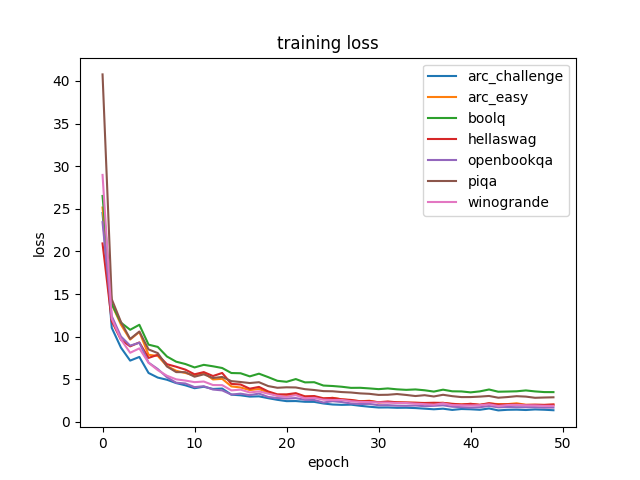 training loss
loss
40
35
30
25
20
15
10
5
0
0 10 20 30 40 50
epoch
arc_challenge
arc_easy
boolq
hellaswag
openbookqa
piqa
winogrande